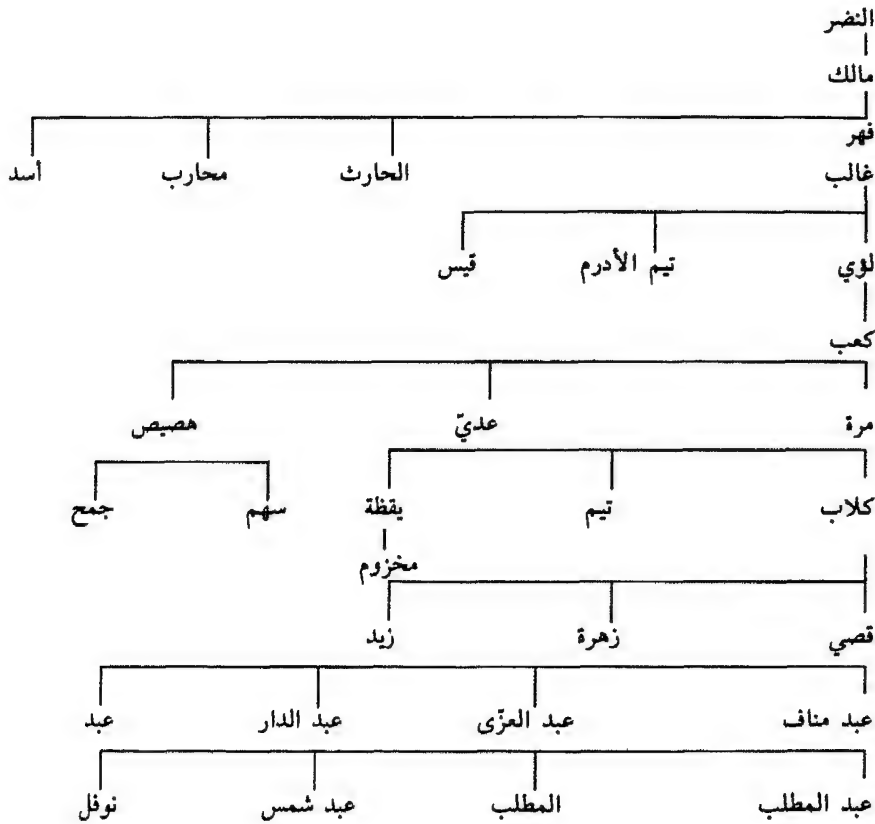 النضر
مالك
فهر
غالب الحارث محارب أسد
لؤي تيم الأدرم قيس
كعب
مرة عديّ هصيص
كلاب تيم يقظة سهم جمح
مخزوم
قصي زهرة زيد
عبد مناف عبد العزّى عبد الدار عبد
عبد المطلب المطلب عبد شمس نوفل